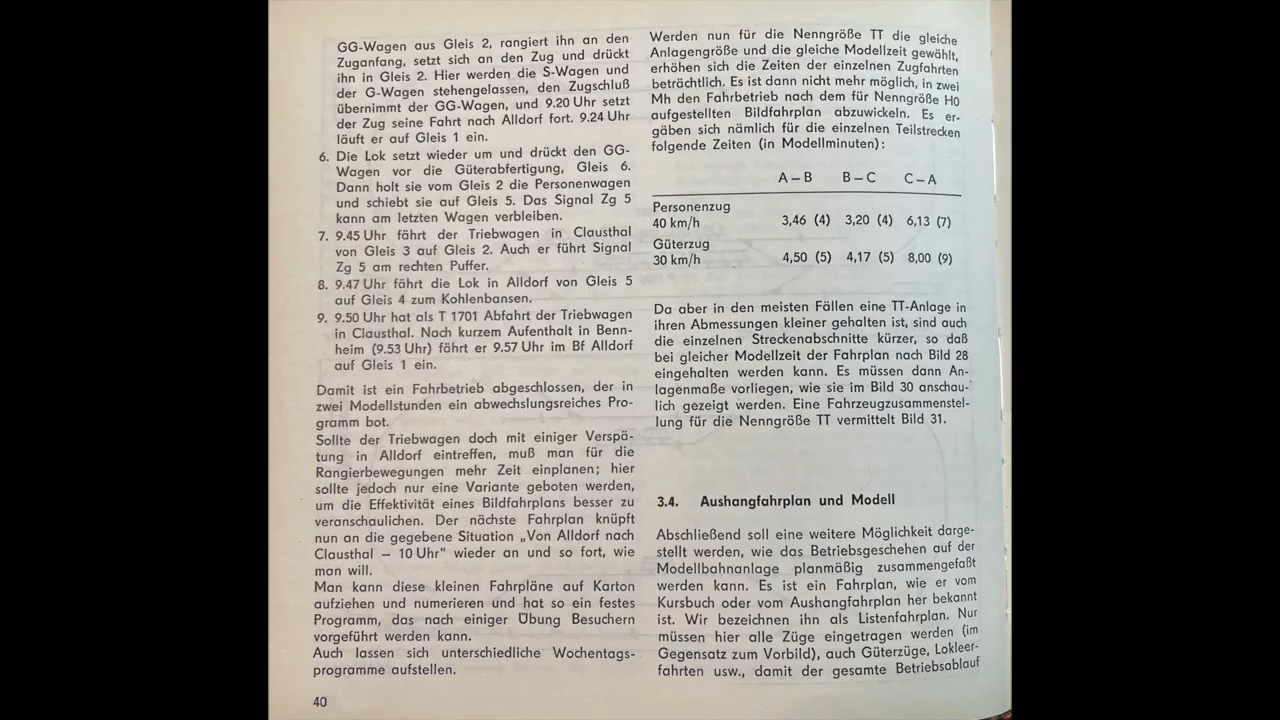 GG-Wagen aus Gleis 2, rangiert ihn an den
Zuganfang, setzt sich an den Zug und drückt
ihn in Gleis 2. Hier werden die S-Wagen und
der G-Wagen stehengelassen, den Zugschluß
übernimmt der GG-Wagen, und 9.20 Uhr setzt
der Zug seine Fahrt nach Alldorf fort. 9.24 Uhr
läuft er auf Gleis 1 ein.
6. Die Lok setzt wieder um und drückt den GG-
Wagen vor die Güterabfertigung, Gleis 6.
Dann holt sie vom Gleis 2 die Personenwagen
und schiebt sie auf Gleis 5. Das Signal Zg 5
kann am letzten Wagen verbleiben.
7. 9.45 Uhr fährt der Triebwagen in Clausthal
von Gleis 3 auf Gleis 2. Auch er führt Signal
Zg 5 am rechten Puffer.
8. 9.47 Uhr fährt die Lok in Alldorf von Gleis 5
auf Gleis 4 zum Kohlenbansen.
9. 9.50 Uhr hat als T 1701 Abfahrt der Triebwagen
in Clausthal. Nach kurzem Aufenthalt in Benn-
heim (9.53 Uhr) fährt er 9.57 Uhr im Bf Alldorf
auf Gleis 1 ein.
Damit ist ein Fahrbetrieb abgeschlossen, der in
zwei Modellstunden ein abwechslungsreiches Pro-
gramm bot.
Sollte der Triebwagen doch mit einiger Verspä-
tung in Alldorf eintreffen, muß man für die
Rangierbewegungen mehr Zeit einplanen; hier
sollte jedoch nur eine Variante geboten werden,
um die Effektivität eines Bildfahrplans besser zu
veranschaulichen. Der nächste Fahrplan knüpft
nun an die gegebene Situation „Von Alldorf nach
Clausthal — 10 Uhr" wieder an und so fort, wie
man will.
Man kann diese kleinen Fahrpläne auf Karton
aufziehen und numerieren und hat so ein festes
Programm, das nach einiger Übung Besuchern
vorgeführt werden kann.
Auch lassen sich unterschiedliche Wochentags-
programme aufstellen.
40
Werden nun für die Nenngröße TT die gleiche
Anlagengröße und die gleiche Modellzeit gewählt,
erhöhen sich die Zeiten der einzelnen Zugfahrten
beträchtlich. Es ist dann nicht mehr möglich, in zwei
Mh den Fahrbetrieb nach dem für Nenngröße H0
aufgestellten Bildfahrplan abzuwickeln. Es er-
gäben sich nämlich für die einzelnen Teilstrecken
folgende Zeiten (in Modellminuten):
A – B B – C C – A
Personenzug
40 km/h 3,46 (4) 3,20 (4) 6,13 (7)
Güterzug
30 km/h 4,50 (5) 4,17 (5) 8,00 (9)
Da aber in den meisten Fällen eine TT-Anlage in
ihren Abmessungen kleiner gehalten ist, sind auch
die einzelnen Streckenabschnitte kürzer, so daß
bei gleicher Modellzeit der Fahrplan nach Bild 28
eingehalten werden kann. Es müssen dann An-
lagenmaße vorliegen, wie sie im Bild 30 anschau-
lich gezeigt werden. Eine Fahrzeugzusammenstel-
lung für die Nenngröße TT vermittelt Bild 31.
3.4. Aushangfahrplan und Modell
Abschließend soll eine weitere Möglichkeit darge-
stellt werden, wie das Betriebsgeschehen auf der
Modellbahnanlage planmäßig zusammengefaßt
werden kann. Es ist ein Fahrplan, wie er vom
Kursbuch oder vom Aushangfahrplan her bekannt
ist. Wir bezeichnen ihn als Listenfahrplan. Nur
müssen hier alle Züge eingetragen werden (im
Gegensatz zum Vorbild), auch Güterzüge, Lokleer-
fahrten usw., damit der gesamte Betriebsablauf